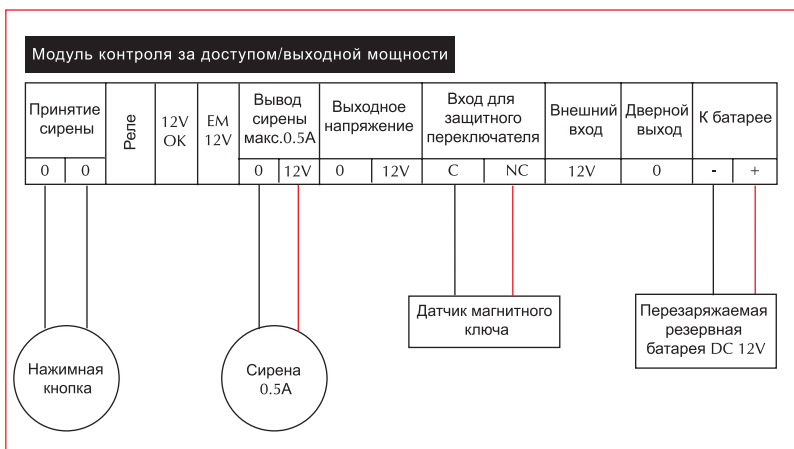 Модуль контроля за доступом/выходной мощности
Принятие
сирены
Реле
12V
OK
EM
12V
Вывод
сирены
макс.0.5A
Выходное
напряжение
Вход для
защитного
переключателя
Внешний
вход
Дверной
выход
К батарее
0 0 0 12V 0 12V C NC 12V 0 - +
Нажимная
кнопка
Сирена
0.5A
Датчик магнитного
ключа
Перезаряжаемая
резервная
батарея DC 12V